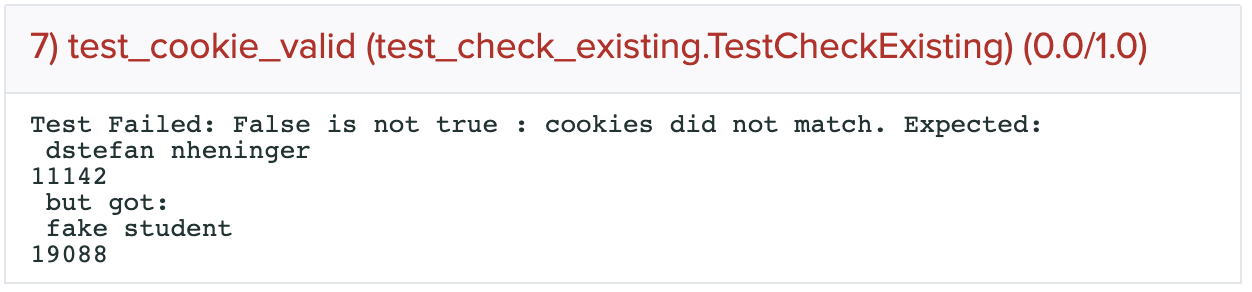 7) test_cookie_valid (test_check_existing.TestCheckExisting) (0.0/1.0)
Test Failed: False is not true : cookies did not match. Expected:
dstefan nheninger
11142
but got:
fake student
19088